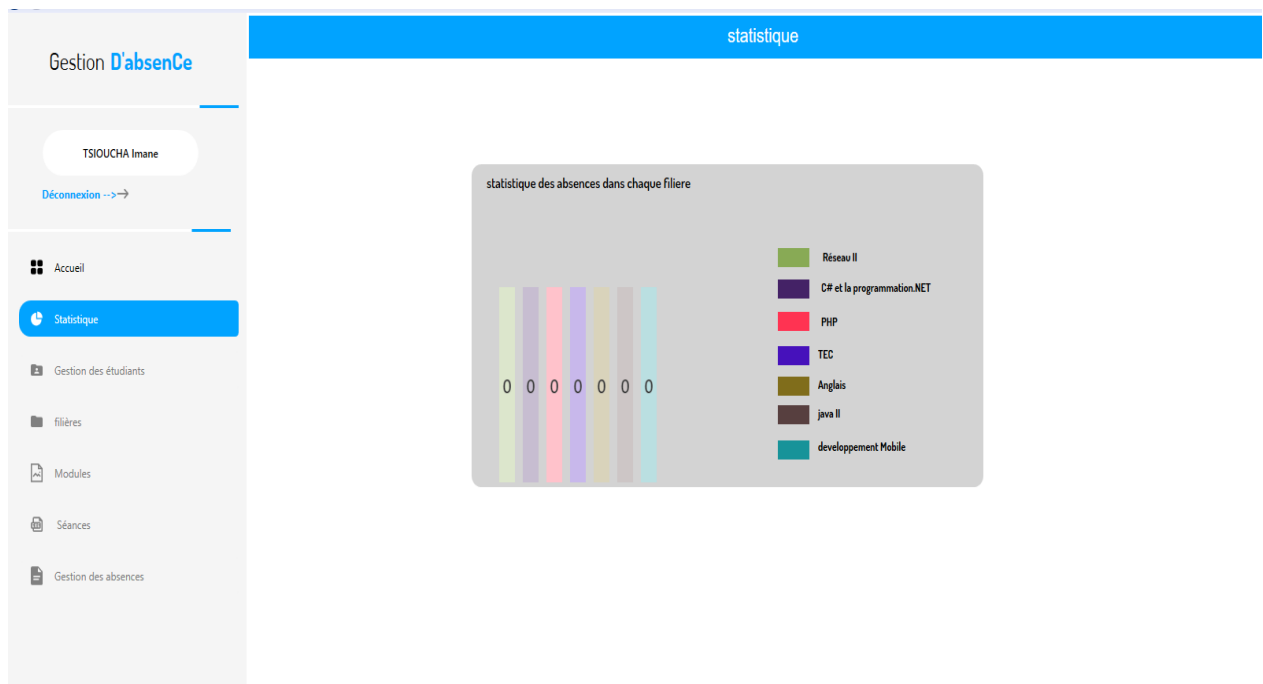 statistique
Gestion D'absenCe
TSIOUCHA Imane
Déconnexion -->→
Accueil
Statistique
Gestion des étudiants
filières
Modules
Séances
Gestion des absences
statistique des absences dans chaque filiere
0 0 0 0 0 0 0
Réseau II
C# et la programmation.NET
PHP
TEC
Anglais
java II
developpement Mobile